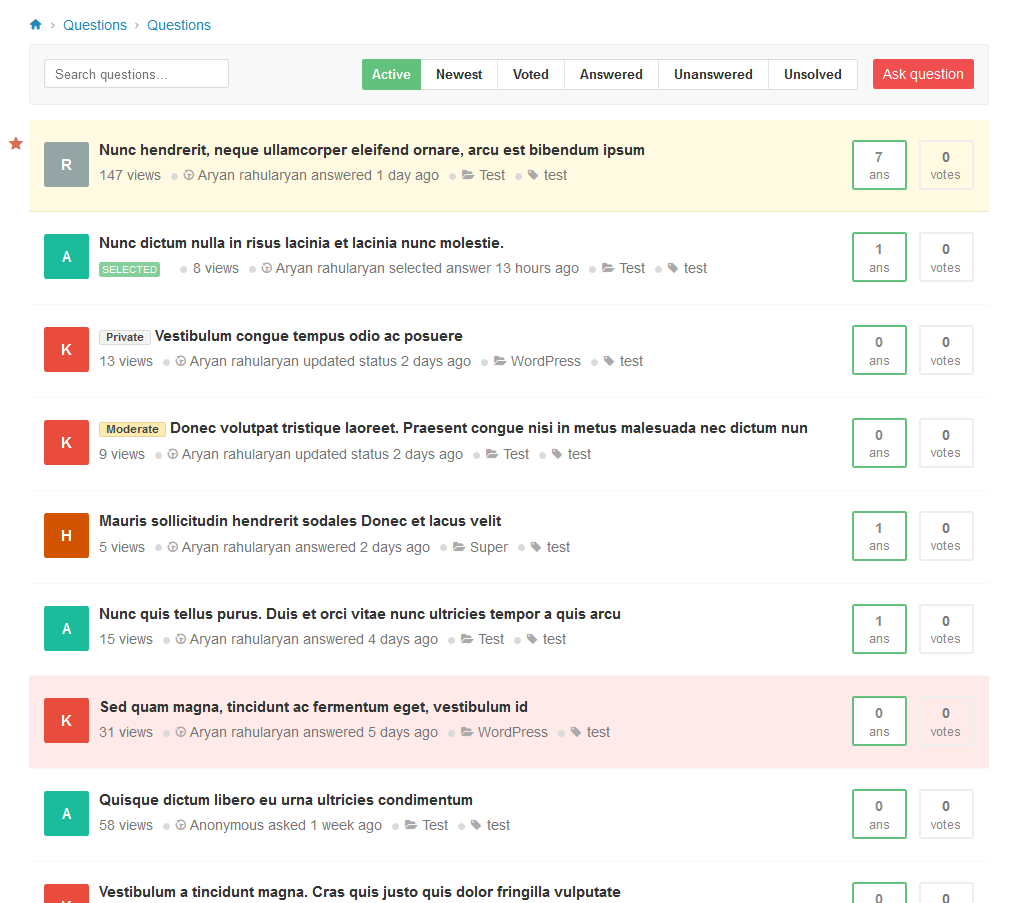 › Questions › Questions
Search questions... Active Newest Voted Answered Unanswered Unsolved Ask question
R Nunc hendrerit, neque ullamcorper eleifend ornare, arcu est bibendum ipsum 7 0
147 views Aryan rahularyan answered 1 day ago Test test ans votes
A Nunc dictum nulla in risus lacinia et lacinia nunc molestie. 1 0
SELECTED 8 views Aryan rahularyan selected answer 13 hours ago Test test ans votes
K Private Vestibulum congue tempus odio ac posuere 0 0
13 views Aryan rahularyan updated status 2 days ago WordPress test ans votes
K Moderate Donec volutpat tristique laoreet. Praesent congue nisi in metus malesuada nec dictum nun 0 0
9 views Aryan rahularyan updated status 2 days ago Test test ans votes
H Mauris sollicitudin hendrerit sodales Donec et lacus velit 1 0
5 views Aryan rahularyan answered 2 days ago Super test ans votes
A Nunc quis tellus purus. Duis et orci vitae nunc ultricies tempor a quis arcu 1 0
15 views Aryan rahularyan answered 4 days ago Test test ans votes
K Sed quam magna, tincidunt ac fermentum eget, vestibulum id 0 0
31 views Aryan rahularyan answered 5 days ago WordPress test ans votes
A Quisque dictum libero eu urna ultricies condimentum 0 0
58 views Anonymous asked 1 week ago Test test ans votes
K Vestibulum a tincidunt magna. Cras quis justo quis dolor fringilla vulputate 0 0